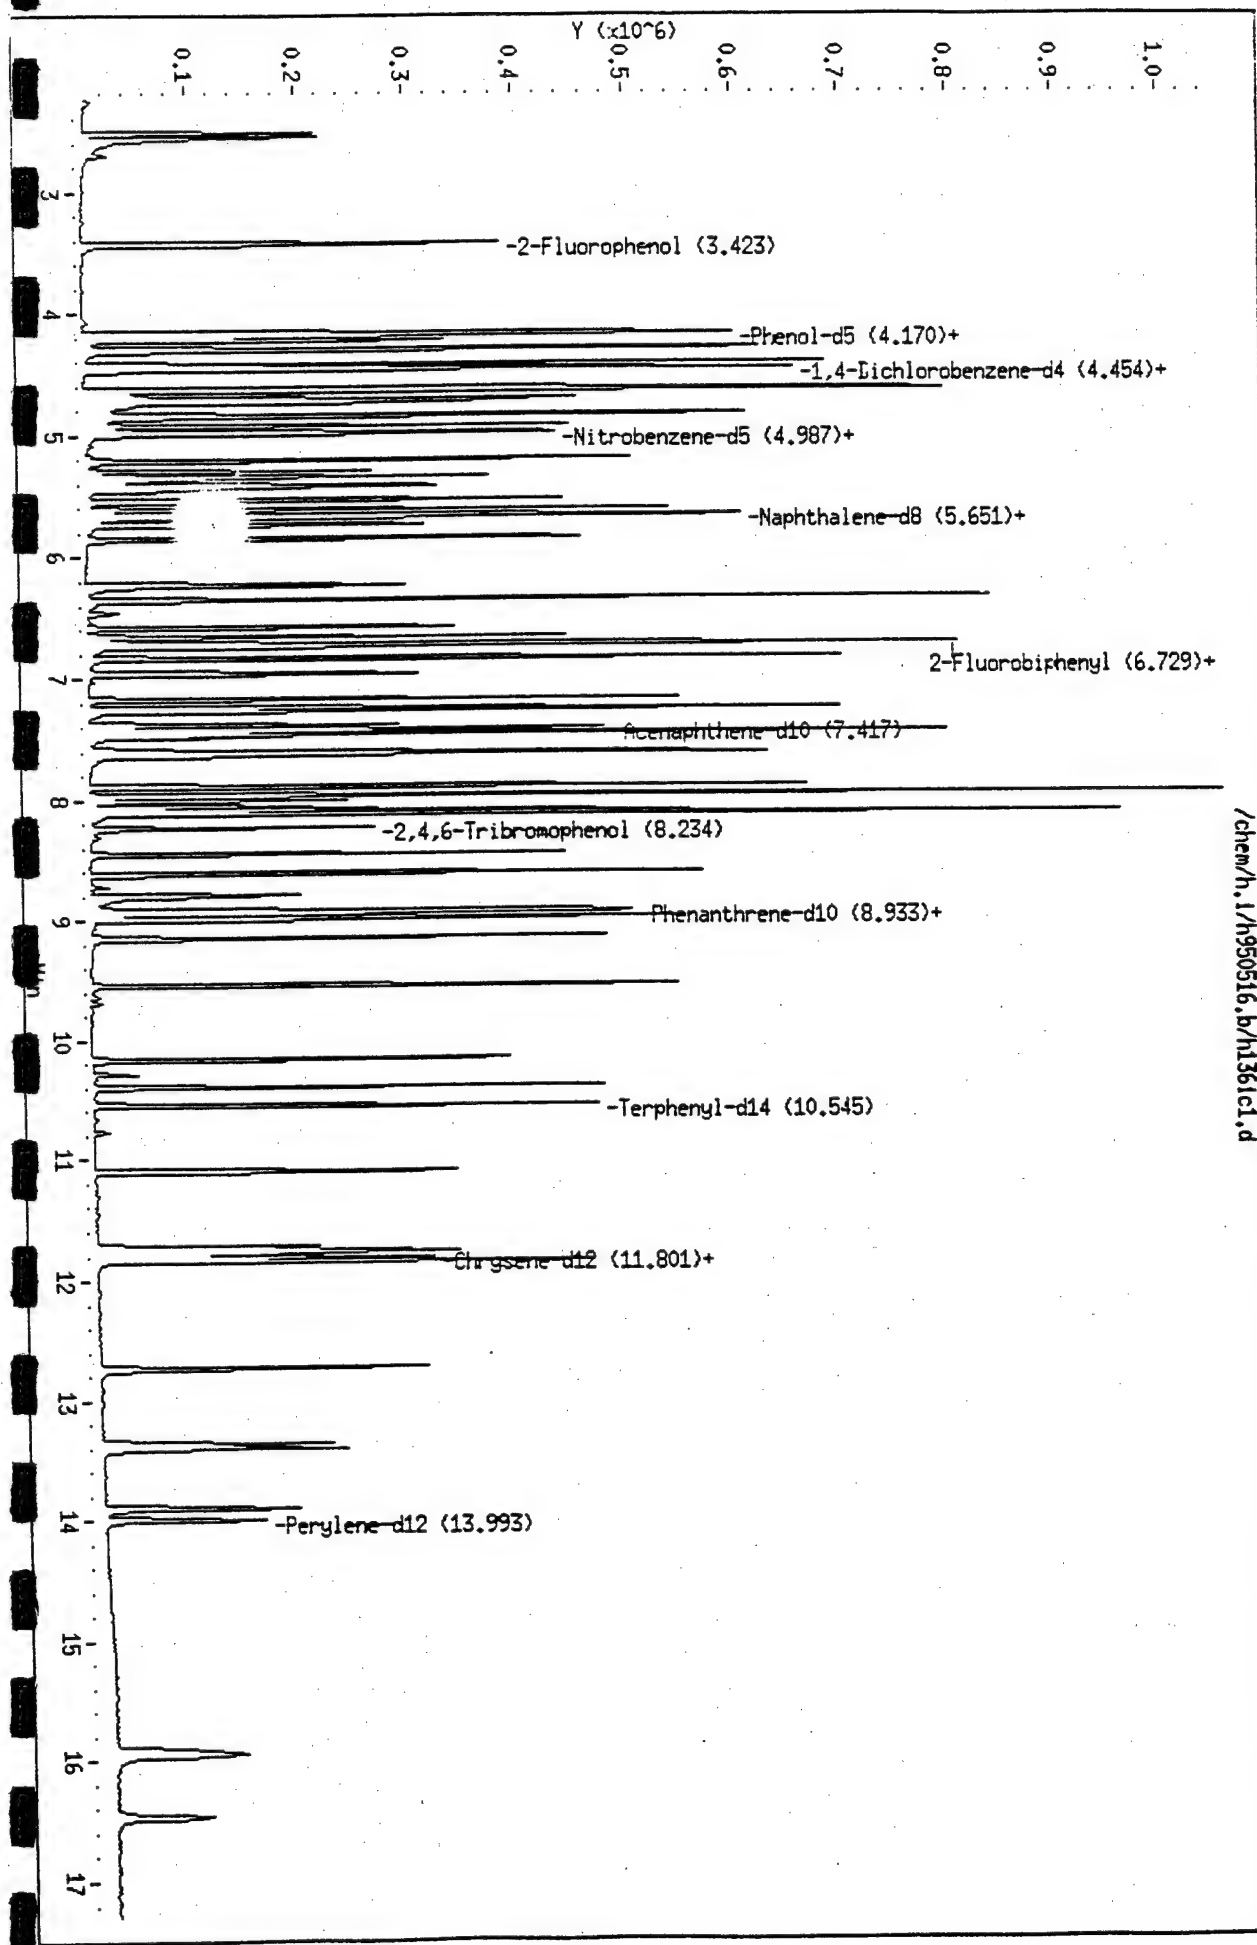 /chem/h.i/h950516.b/h1361c1.d
Y (x10^6)
0.1-
0.2-
0.3-
0.4-
0.5-
0.6-
0.7-
0.8-
0.9-
1.0-
-2-Fluorophenol (3.423)
-Phenol-d5 (4.170)+
-1,4-Dichlorobenzene-d4 (4.454)+
-Nitrobenzene-d5 (4.987)+
-Naphthalene-d8 (5.651)+
2-Fluorobiphenyl (6.729)+
Acenaphthene-d10 (7.417)
-2,4,6-Tribromophenol (8.234)
-Phenanthrene-d10 (8.933)+
-Terphenyl-d14 (10.545)
Chrysene-d12 (11.801)+
-Perylene-d12 (13.993)
3
4
5
6
7
8
9
10
11
12
13
14
15
16
17
Min